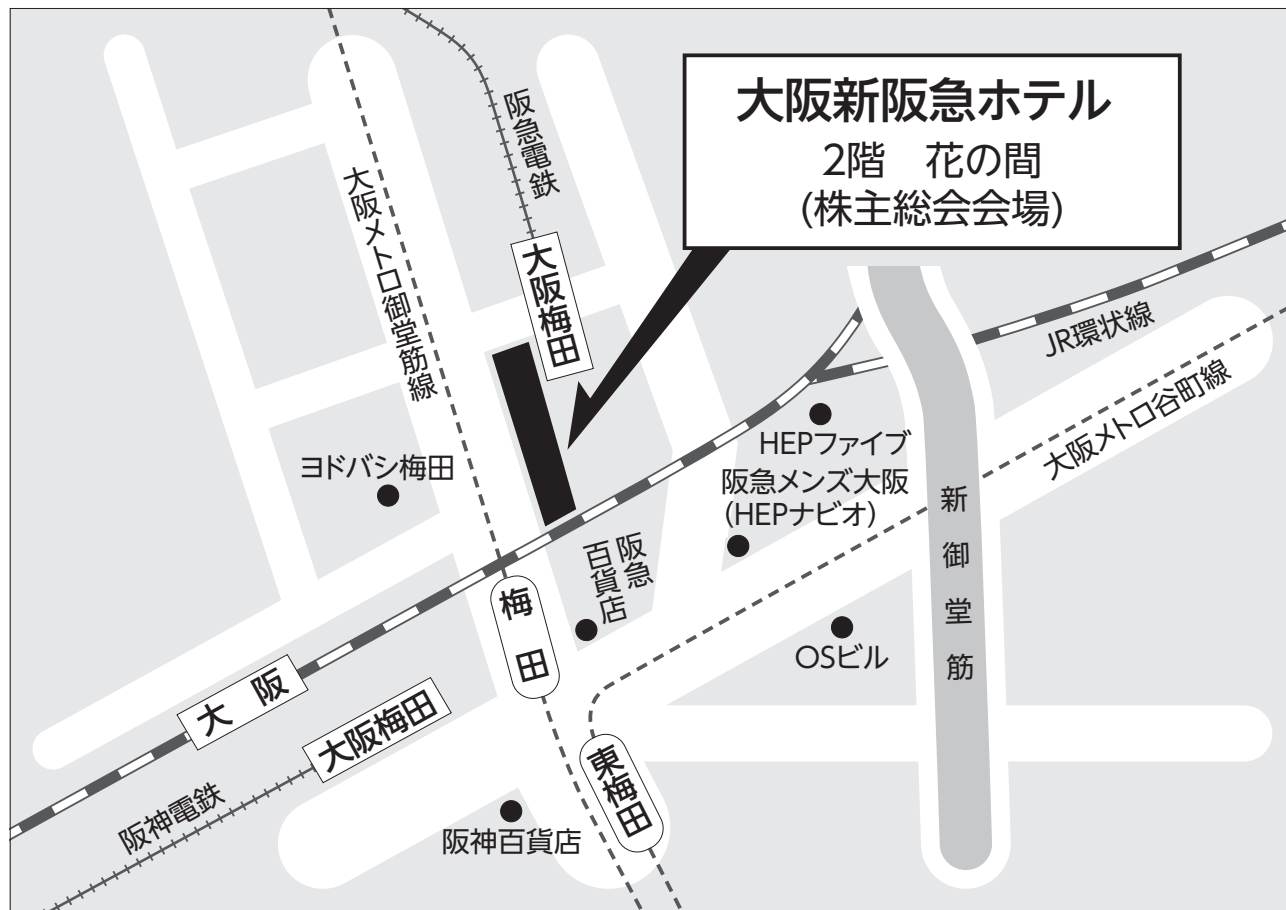 大阪新阪急ホテル
2階　花の間
(株主総会会場)
阪急電鉄
大阪メトロ御堂筋線
大阪梅田
JR環状線
大阪メトロ谷町線
HEPファイブ
阪急メンズ大阪
(HEPナビオ)
ヨドバシ梅田
新御堂筋
阪急
百貨店
梅田
OSビル
大阪
大阪梅田
東梅田
阪神電鉄
阪神百貨店